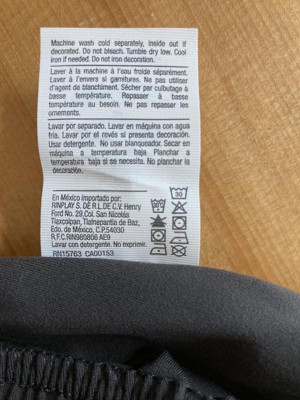 Machine wash cold separately, inside out if
decorated. Do not bleach. Tumble dry low. Cool
iron if needed. Do not iron decoration.
Laver à la machine à l'eau froide séparément.
Laver à l'envers si garnitures. Ne pas utiliser
d'agent de blanchiment. Sécher par culbutage à
basse température. Repasser à basse
température au besoin. Ne pas repasser les
ornements.
Lavar por separado. Lavar en máquina con agua
fría. Lavar por el revés si presenta decoración.
Usar detergente. No usar blanqueador. Secar en
máquina a temperatura baja. Planchar a
temperatura baja si se necesita. No planchar la
decoración.
En México importado por:
RINPLAY S. DE R.L. DE C.V. Henry
Ford No. 29, Col. San Nicolás
Tlaxcolpan, Tlalnepantla de Baz,
Edo. de México, C.P.54030
R.F.C.RIN980806 AE9
Lavar con detergente. No exprimir.
RN15763 CA00153
30